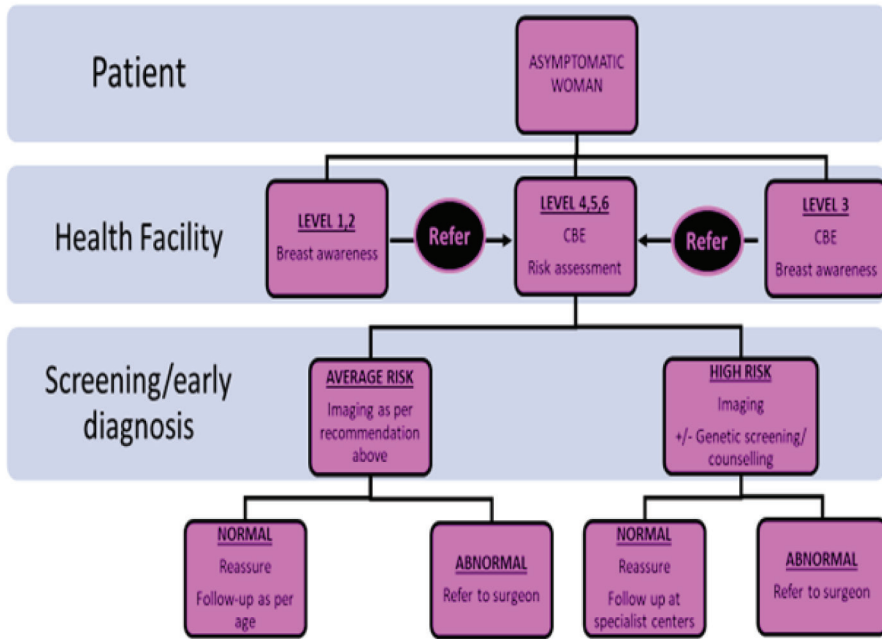 Patient
ASYMPTOMATIC
WOMAN
Health Facility
LEVEL 1,2
Breast awareness
Refer
LEVEL 4,5,6
CBE
Risk assessment
Refer
LEVEL 3
CBE
Breast awareness
Screening/early
diagnosis
AVERAGE RISK
Imaging as per
recommendation
above
HIGH RISK
Imaging
+/- Genetic screening/
counselling
NORMAL
Reassure
Follow-up as per
age
ABNORMAL
Refer to surgeon
NORMAL
Reassure
Follow up at
specialist centers
ABNORMAL
Refer to surgeon